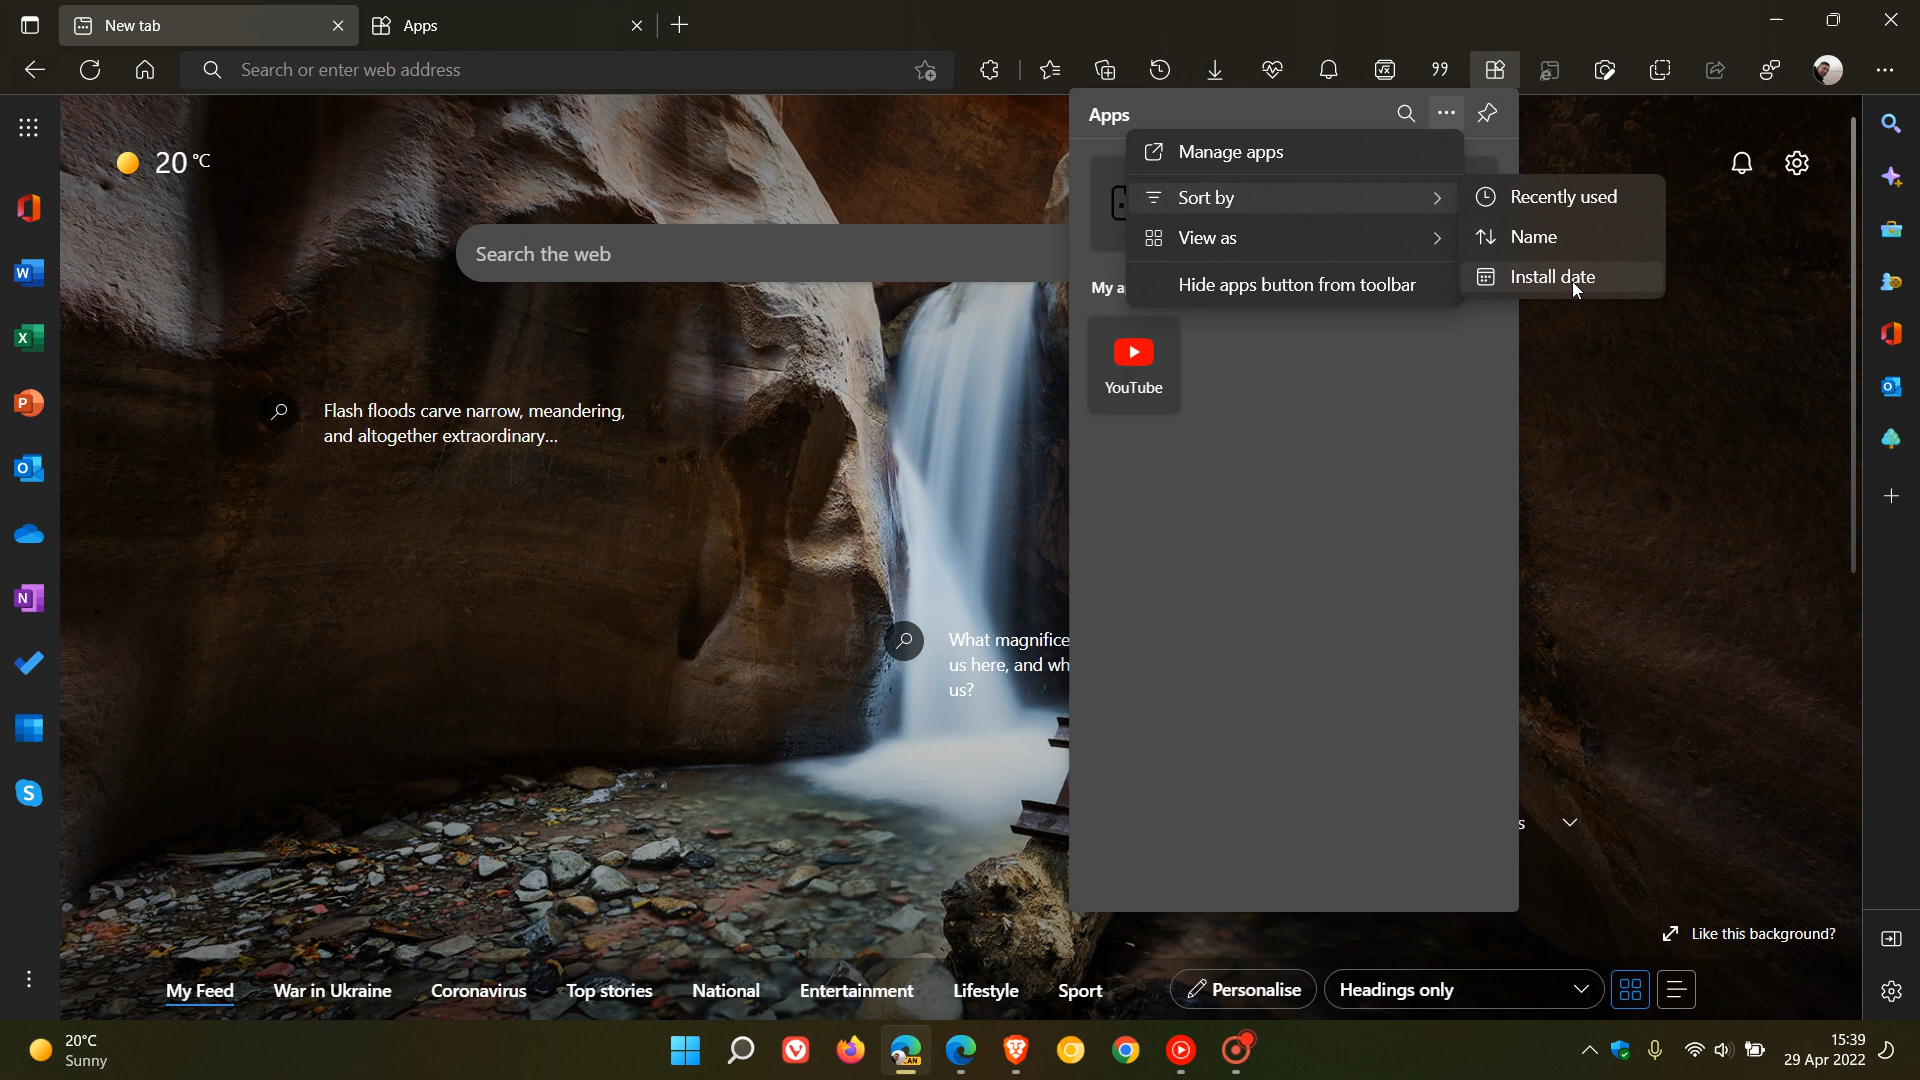 New tab
Apps
Search or enter web address
Apps
Manage apps
Sort by
View as
Hide apps button from toolbar
Recently used
Name
Install date
20 °C
Search the web
My a
YouTube
Flash floods carve narrow, meandering,
and altogether extraordinary...
What magnifice
us here, and wh
us?
s
Like this background?
My Feed
War in Ukraine
Coronavirus
Top stories
National
Entertainment
Lifestyle
Sport
Personalise
Headings only
20°C
Sunny
CAN
15:39
29 Apr 2022